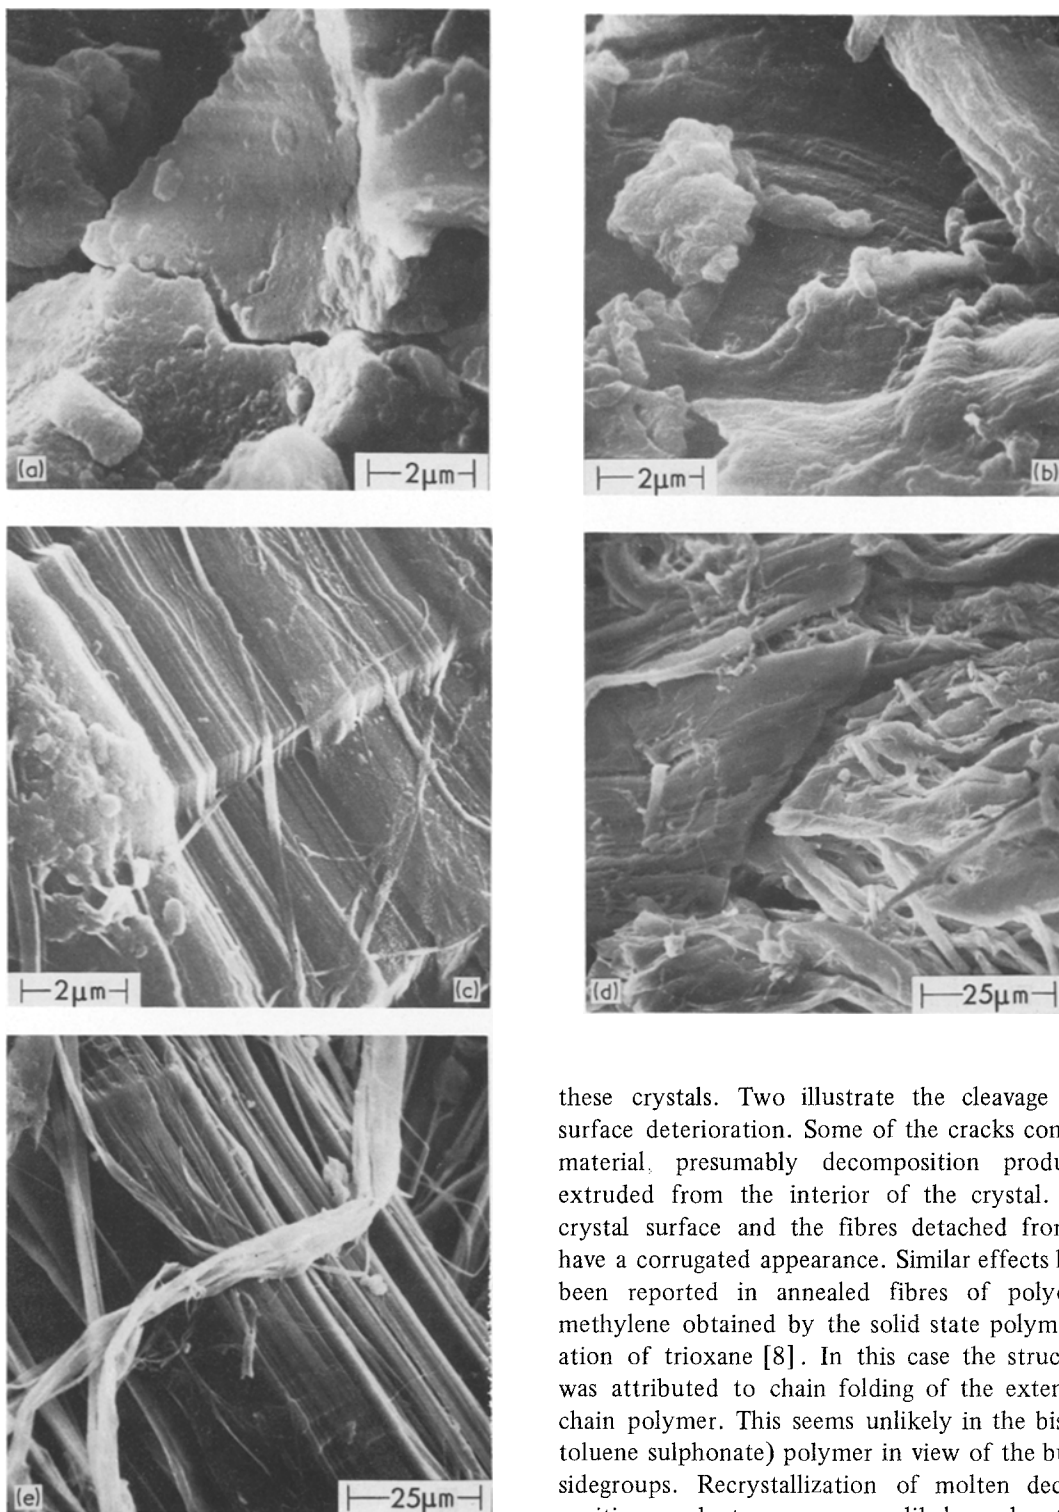 (a)
2μm
(b)
2μm
(c)
2μm
(d)
25μm
(e)
25μm
these crystals. Two illustrate the cleavage
surface deterioration. Some of the cracks con
material, presumably decomposition produ
extruded from the interior of the crystal.
crystal surface and the fibres detached from
have a corrugated appearance. Similar effects
been reported in annealed fibres of poly
methylene obtained by the solid state polym
ation of trioxane [8]. In this case the struc
was attributed to chain folding of the exten
chain polymer. This seems unlikely in the bis
toluene sulphonate) polymer in view of the bu
sidegroups. Recrystallization of molten dec